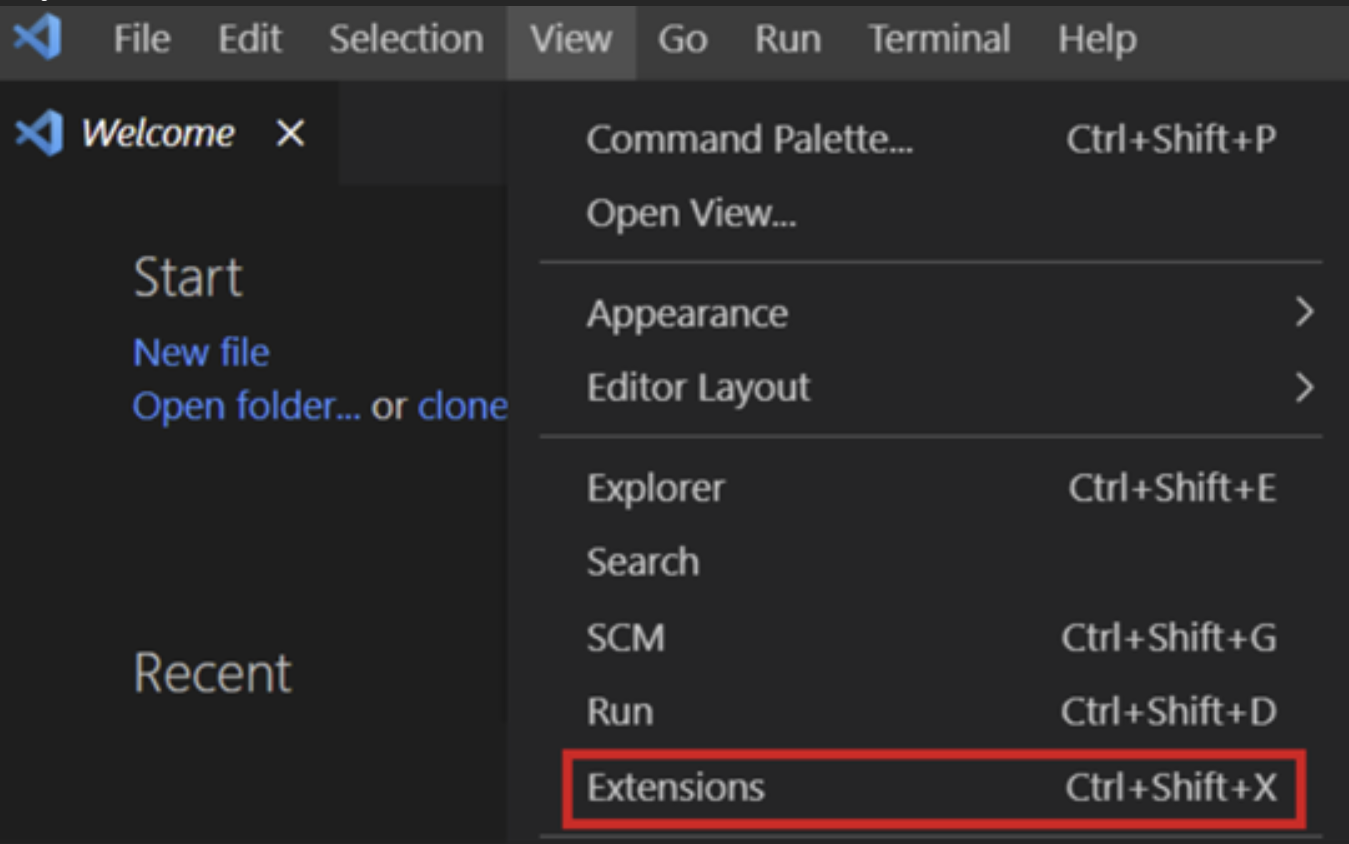 File Edit Selection View Go Run Terminal Help
Welcome
Start
New file
Open folder... or clone
Recent
Command Palette... Ctrl+Shift+P
Open View...
Appearance
Editor Layout
Explorer Ctrl+Shift+E
Search
SCM Ctrl+Shift+G
Run Ctrl+Shift+D
Extensions Ctrl+Shift+X